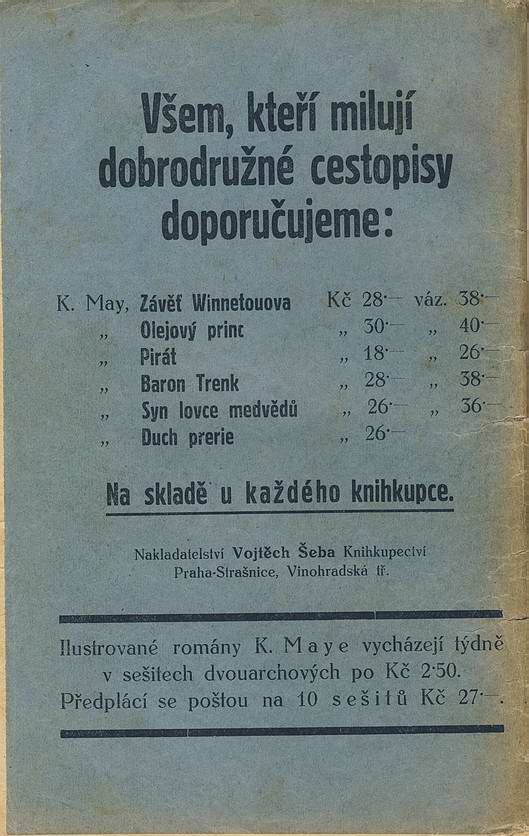 Všem, kteří milují
dobrodružné cestopisy
doporučujeme:
K. May, Závěť Winnetouova Kč 28·— váz. 38·—
„ Olejový princ „ 30·— „ 40·—
„ Pirát „ 18·— „ 26·—
„ Baron Trenk „ 28·— „ 38·—
„ Syn lovce medvědů „ 26·— „ 36·—
„ Duch prerie „ 26·—
Na skladě u každého knihkupce.
Nakladatelství Vojtěch Šeba Knihkupectví
Praha-Strašnice, Vinohradská tř.
Ilustrované romány K. Maye vycházejí týdně
v sešitech dvouarchových po Kč 2·50.
Předplácí se poštou na 10 sešitů Kč 27·—.